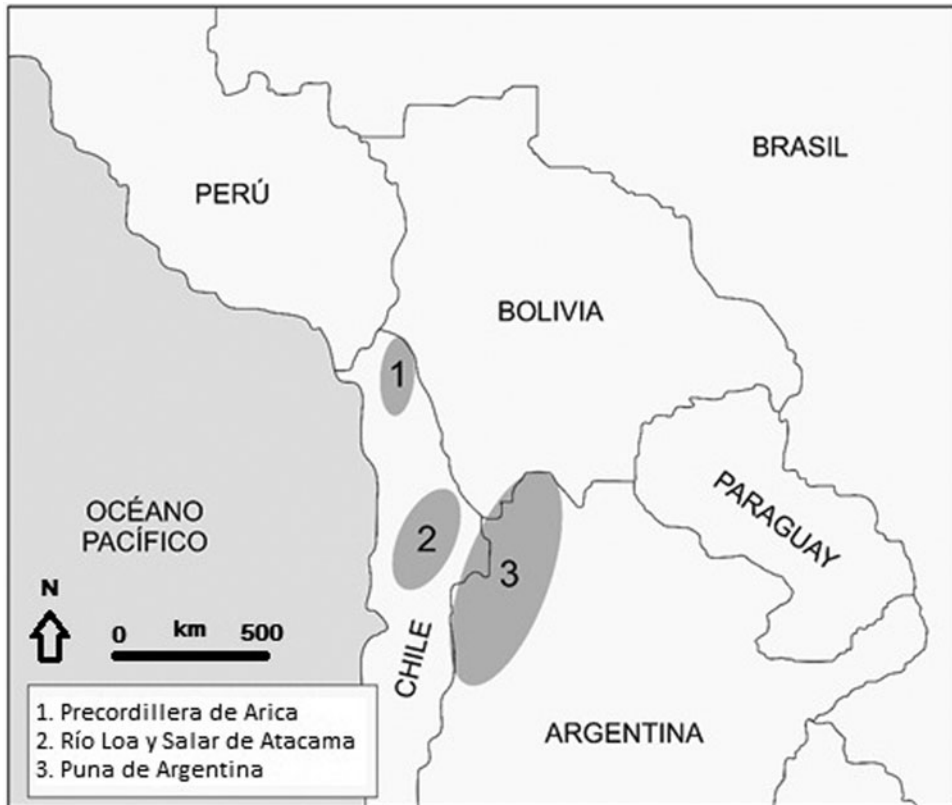 BRASIL
PERÚ
BOLIVIA
1
PARAGUAY
OCÉANO
PACÍFICO
2
3
N
0 km 500
CHILE
ARGENTINA
1. Precordillera de Arica
2. Río Loa y Salar de Atacama
3. Puna de Argentina